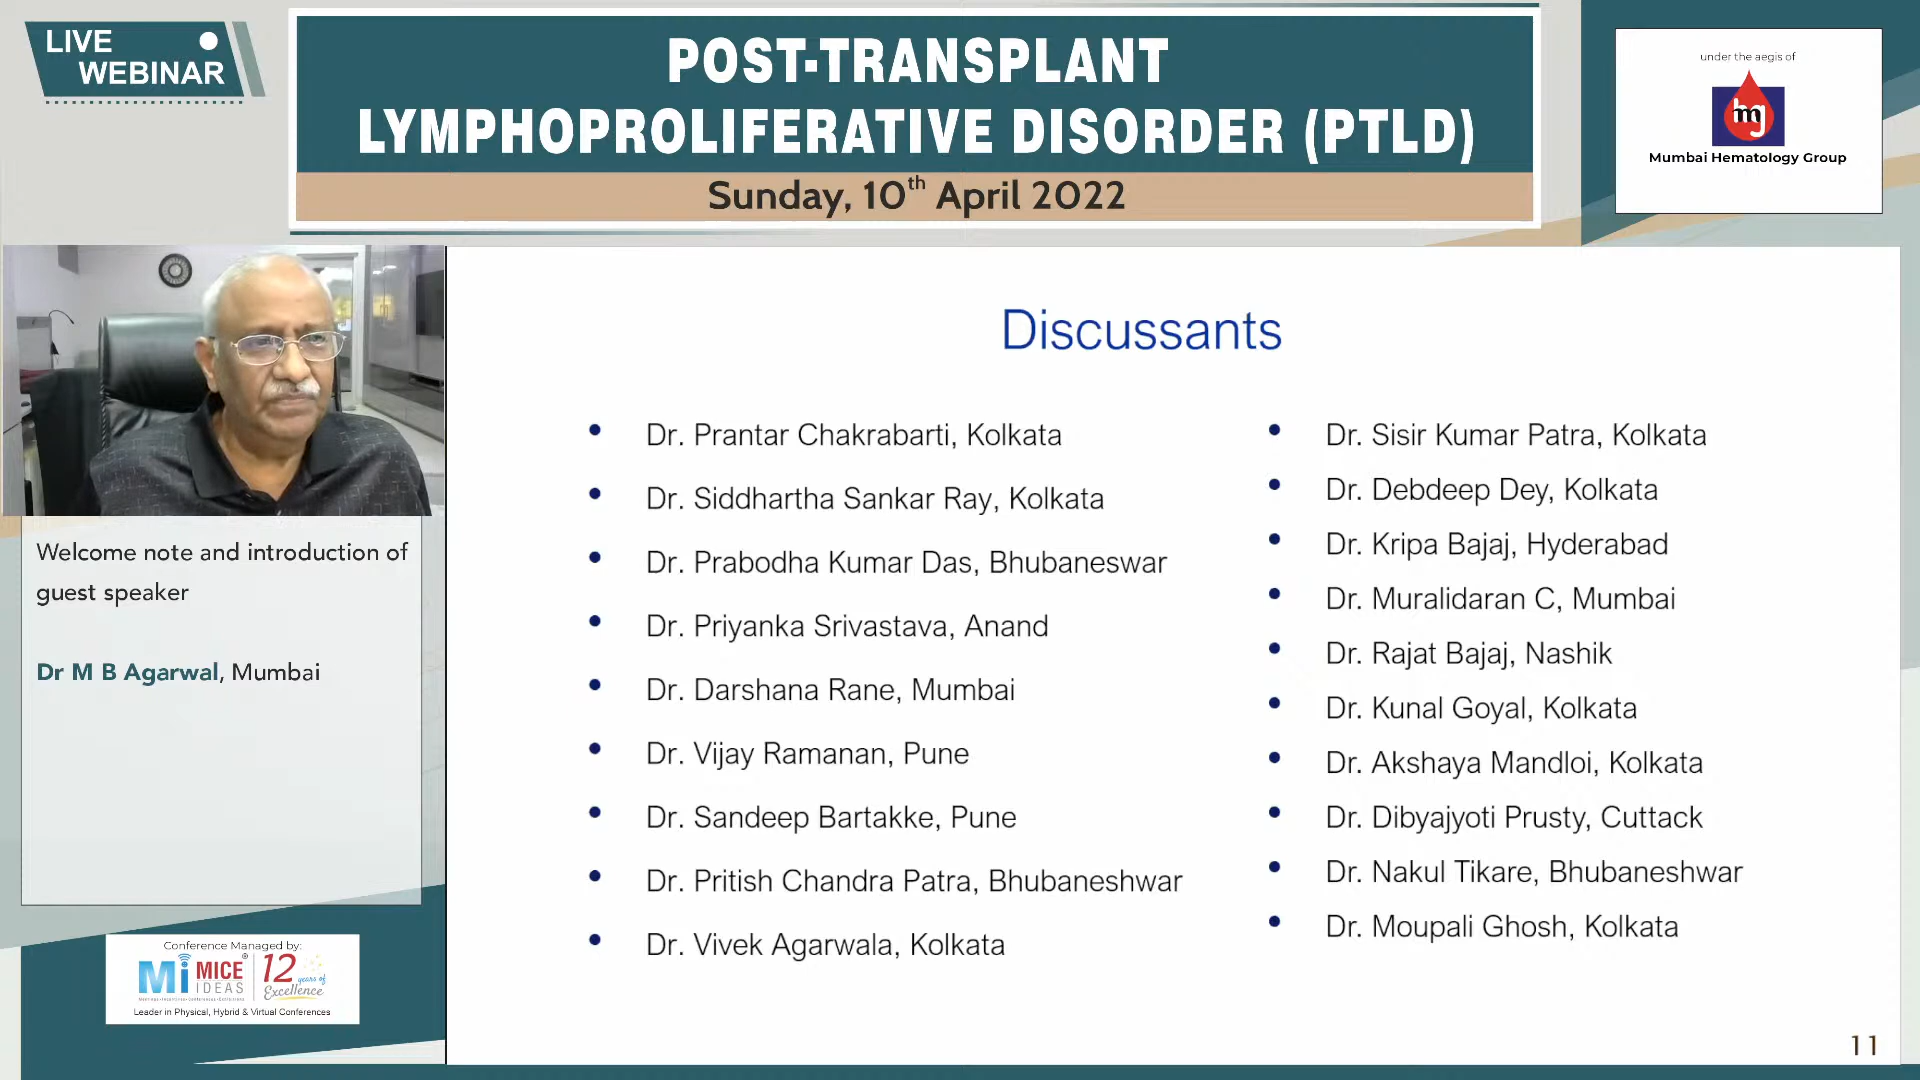 LIVE
WEBINAR
POST-TRANSPLANT
LYMPHOPROLIFERATIVE DISORDER (PTLD)
Sunday, 10th April 2022
under the aegis of
mg
Mumbai Hematology Group
Welcome note and introduction of
guest speaker
Dr M B Agarwal, Mumbai
Discussants
• Dr. Prantar Chakrabarti, Kolkata
• Dr. Siddhartha Sankar Ray, Kolkata
• Dr. Prabodha Kumar Das, Bhubaneswar
• Dr. Priyanka Srivastava, Anand
• Dr. Darshana Rane, Mumbai
• Dr. Vijay Ramanan, Pune
• Dr. Sandeep Bartakke, Pune
• Dr. Pritish Chandra Patra, Bhubaneshwar
• Dr. Vivek Agarwala, Kolkata
• Dr. Sisir Kumar Patra, Kolkata
• Dr. Debdeep Dey, Kolkata
• Dr. Kripa Bajaj, Hyderabad
• Dr. Muralidaran C, Mumbai
• Dr. Rajat Bajaj, Nashik
• Dr. Kunal Goyal, Kolkata
• Dr. Akshaya Mandloi, Kolkata
• Dr. Dibyajyoti Prusty, Cuttack
• Dr. Nakul Tikare, Bhubaneshwar
• Dr. Moupali Ghosh, Kolkata
Conference Managed by:
Mi MICE IDEAS®
12 years of Excellence
Leader in Physical, Hybrid & Virtual Conferences
11